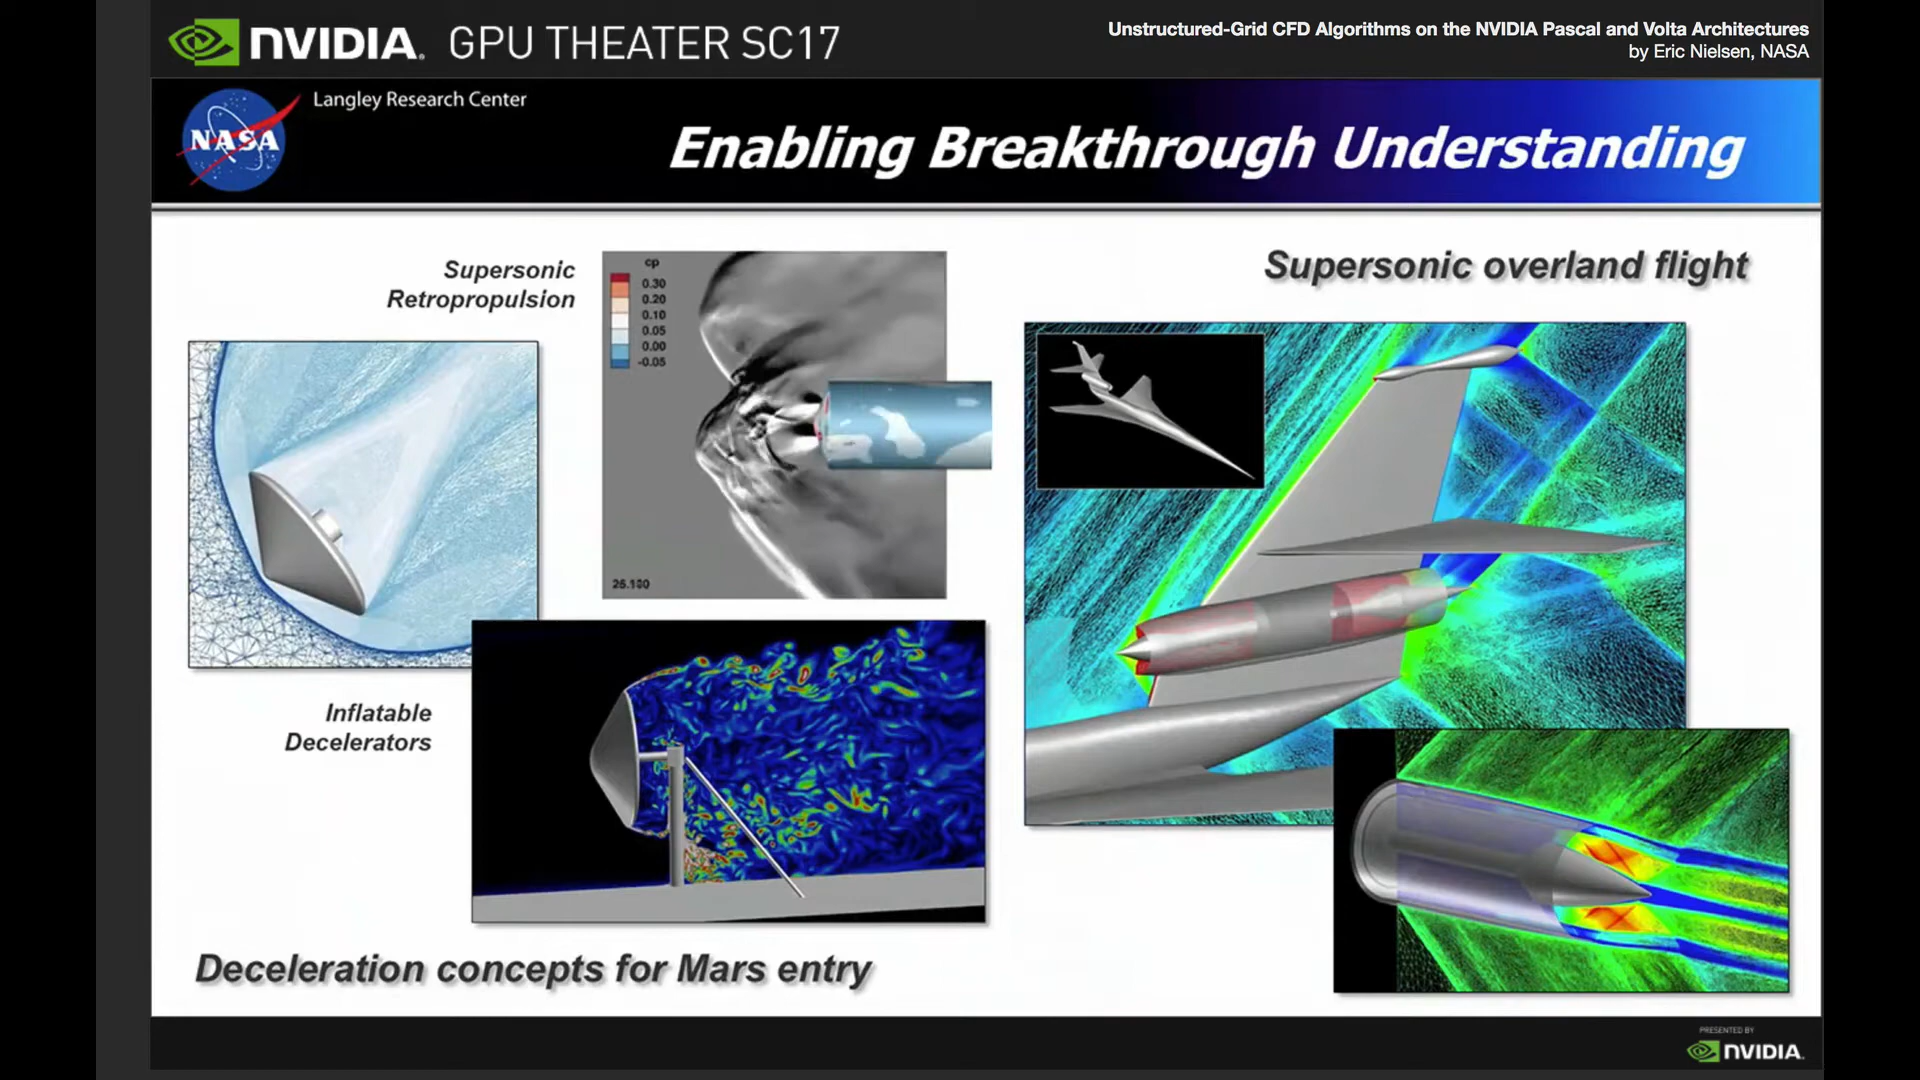 NVIDIA. GPU THEATER SC17
Unstructured-Grid CFD Algorithms on the NVIDIA Pascal and Volta Architectures
by Eric Nielsen, NASA
NASA
Langley Research Center
Enabling Breakthrough Understanding
Supersonic
Retropropulsion
cp
0.30
0.20
0.10
0.05
0.00
-0.05
26.100
Inflatable
Decelerators
Deceleration concepts for Mars entry
Supersonic overland flight
PRESENTED BY
NVIDIA.